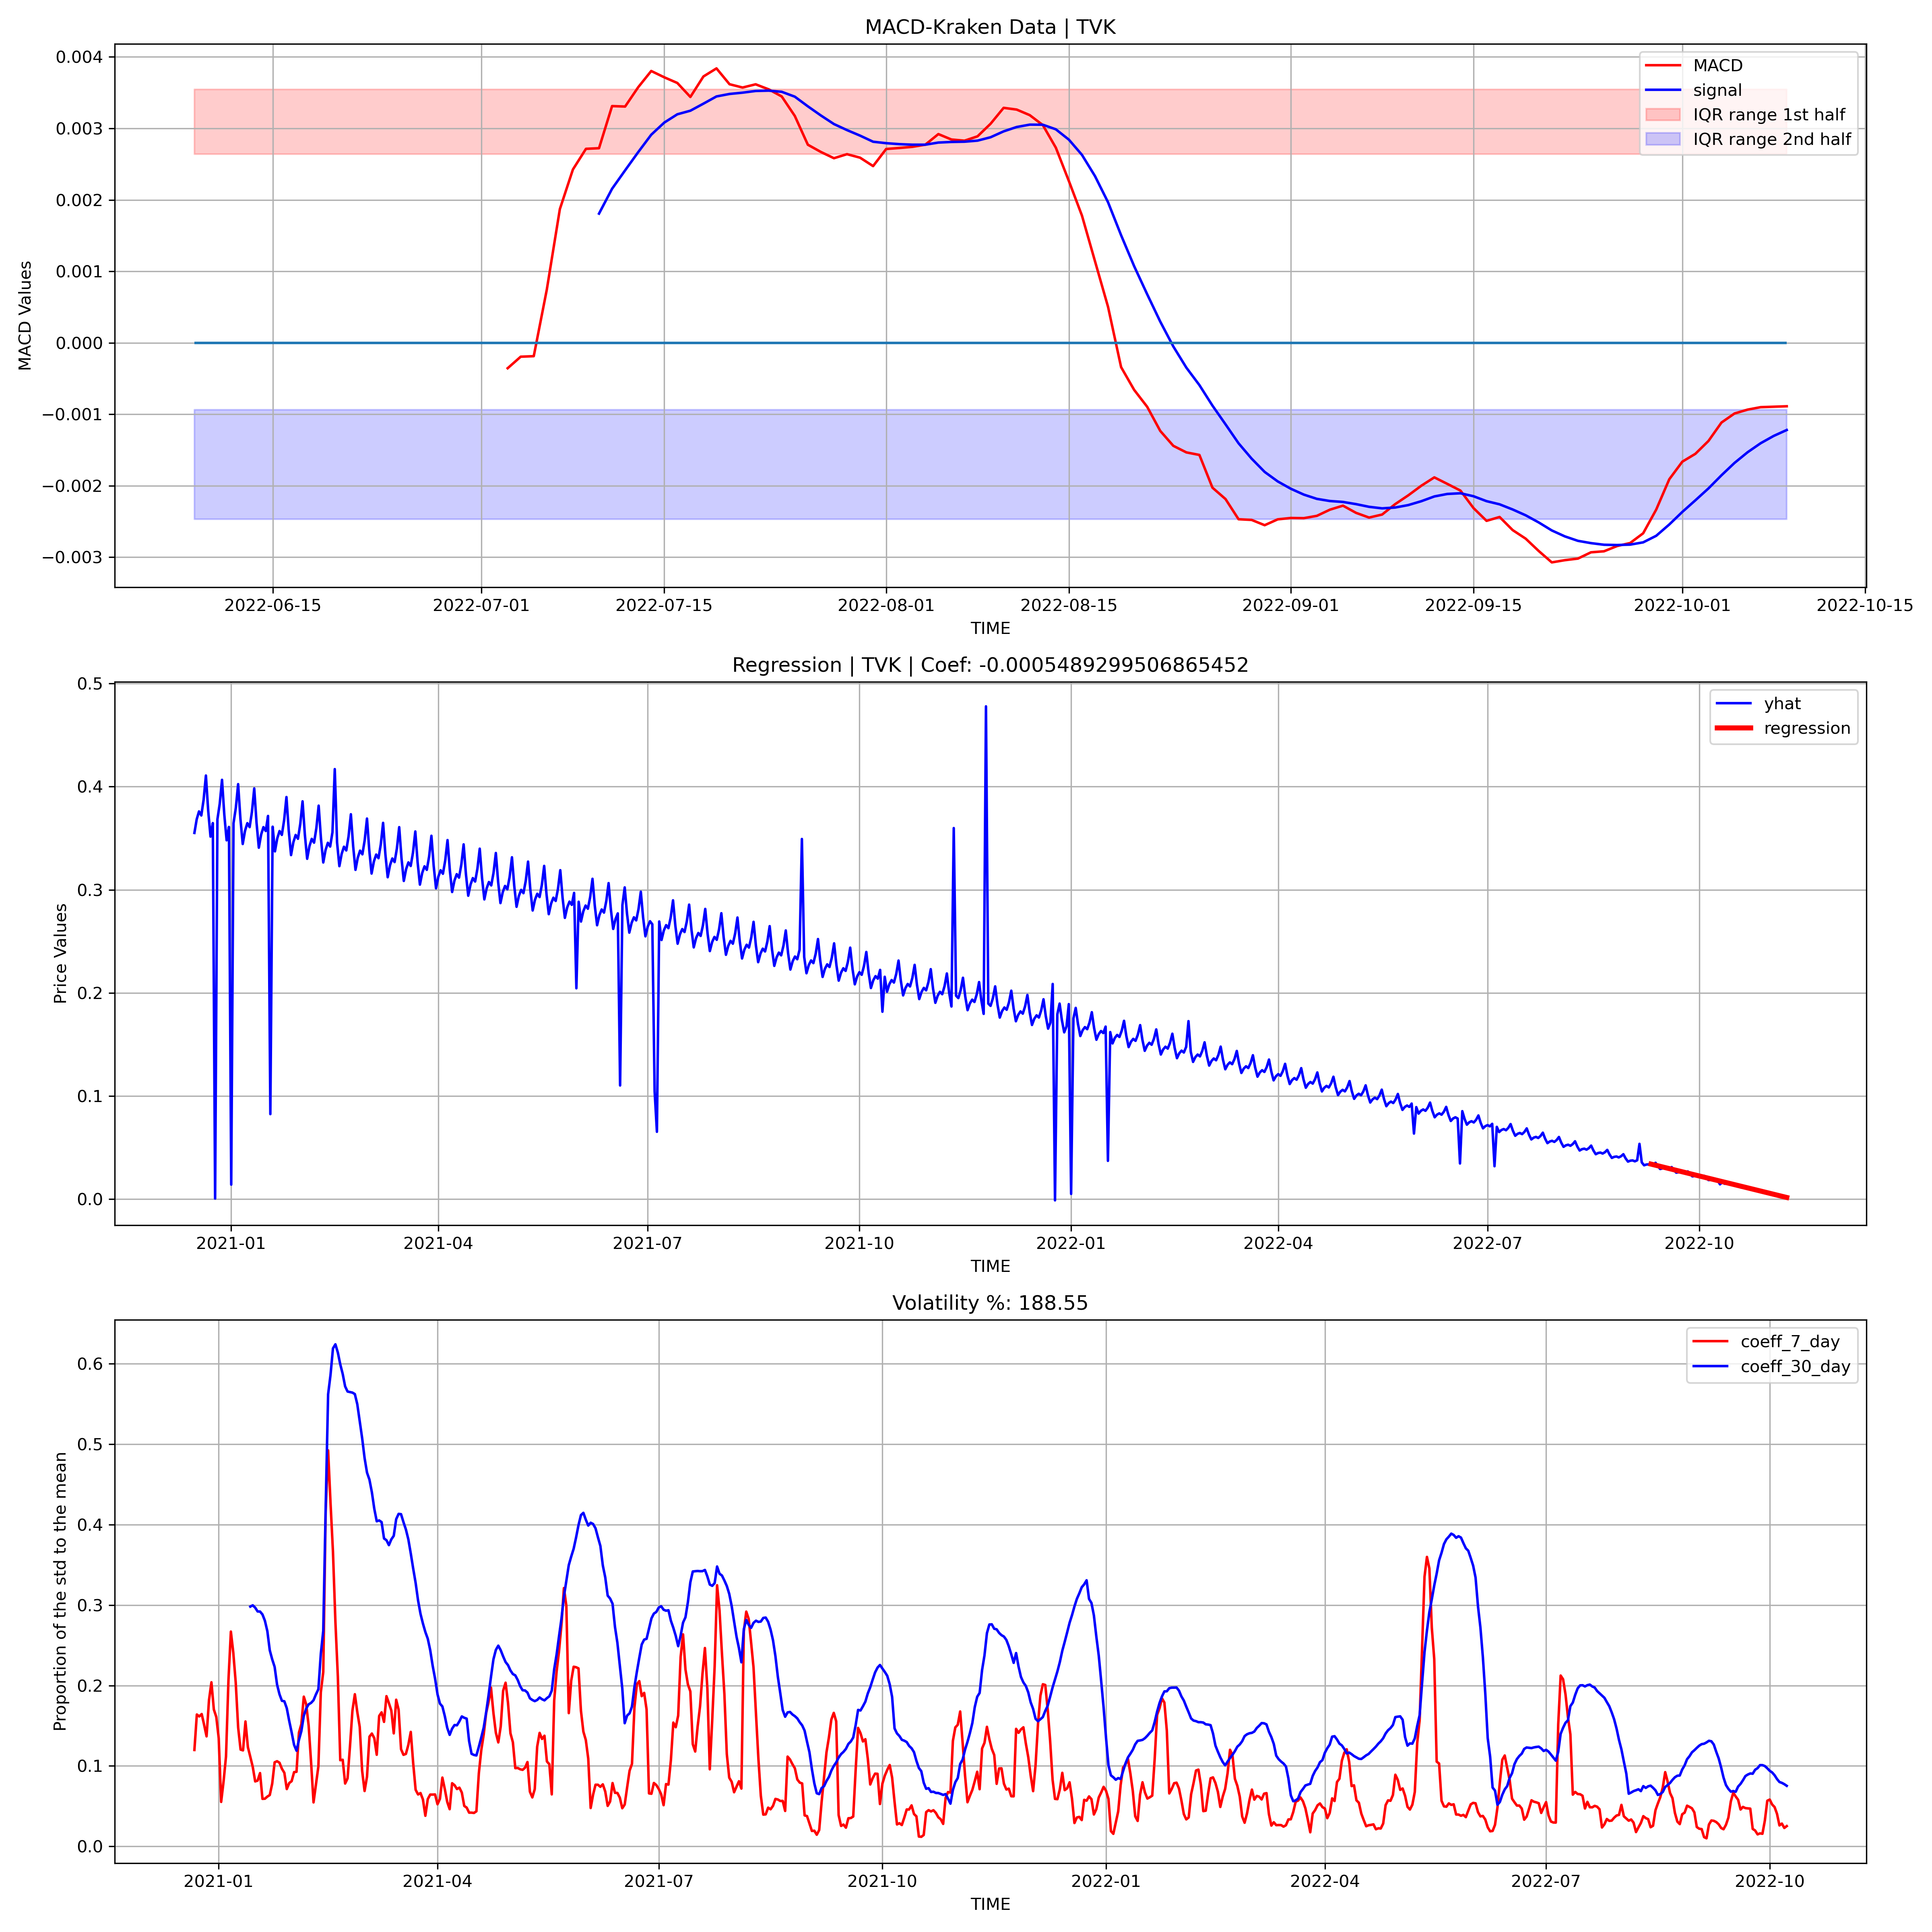 MACD-Kraken Data | TVK
0.004
0.003
0.002
0.001
0.000
−0.001
−0.002
−0.003
MACD Values
MACD
signal
IQR range 1st half
IQR range 2nd half
2022-06-15 2022-07-01 2022-07-15 2022-08-01 2022-08-15 2022-09-01 2022-09-15 2022-10-01 2022-10-15
TIME
Regression | TVK | Coef: -0.0005489299506865452
0.5
0.4
0.3
0.2
0.1
0.0
Price Values
yhat
regression
2021-01 2021-04 2021-07 2021-10 2022-01 2022-04 2022-07 2022-10
TIME
Volatility %: 188.55
0.6
0.5
0.4
0.3
0.2
0.1
0.0
Proportion of the std to the mean
coeff_7_day
coeff_30_day
2021-01 2021-04 2021-07 2021-10 2022-01 2022-04 2022-07 2022-10
TIME